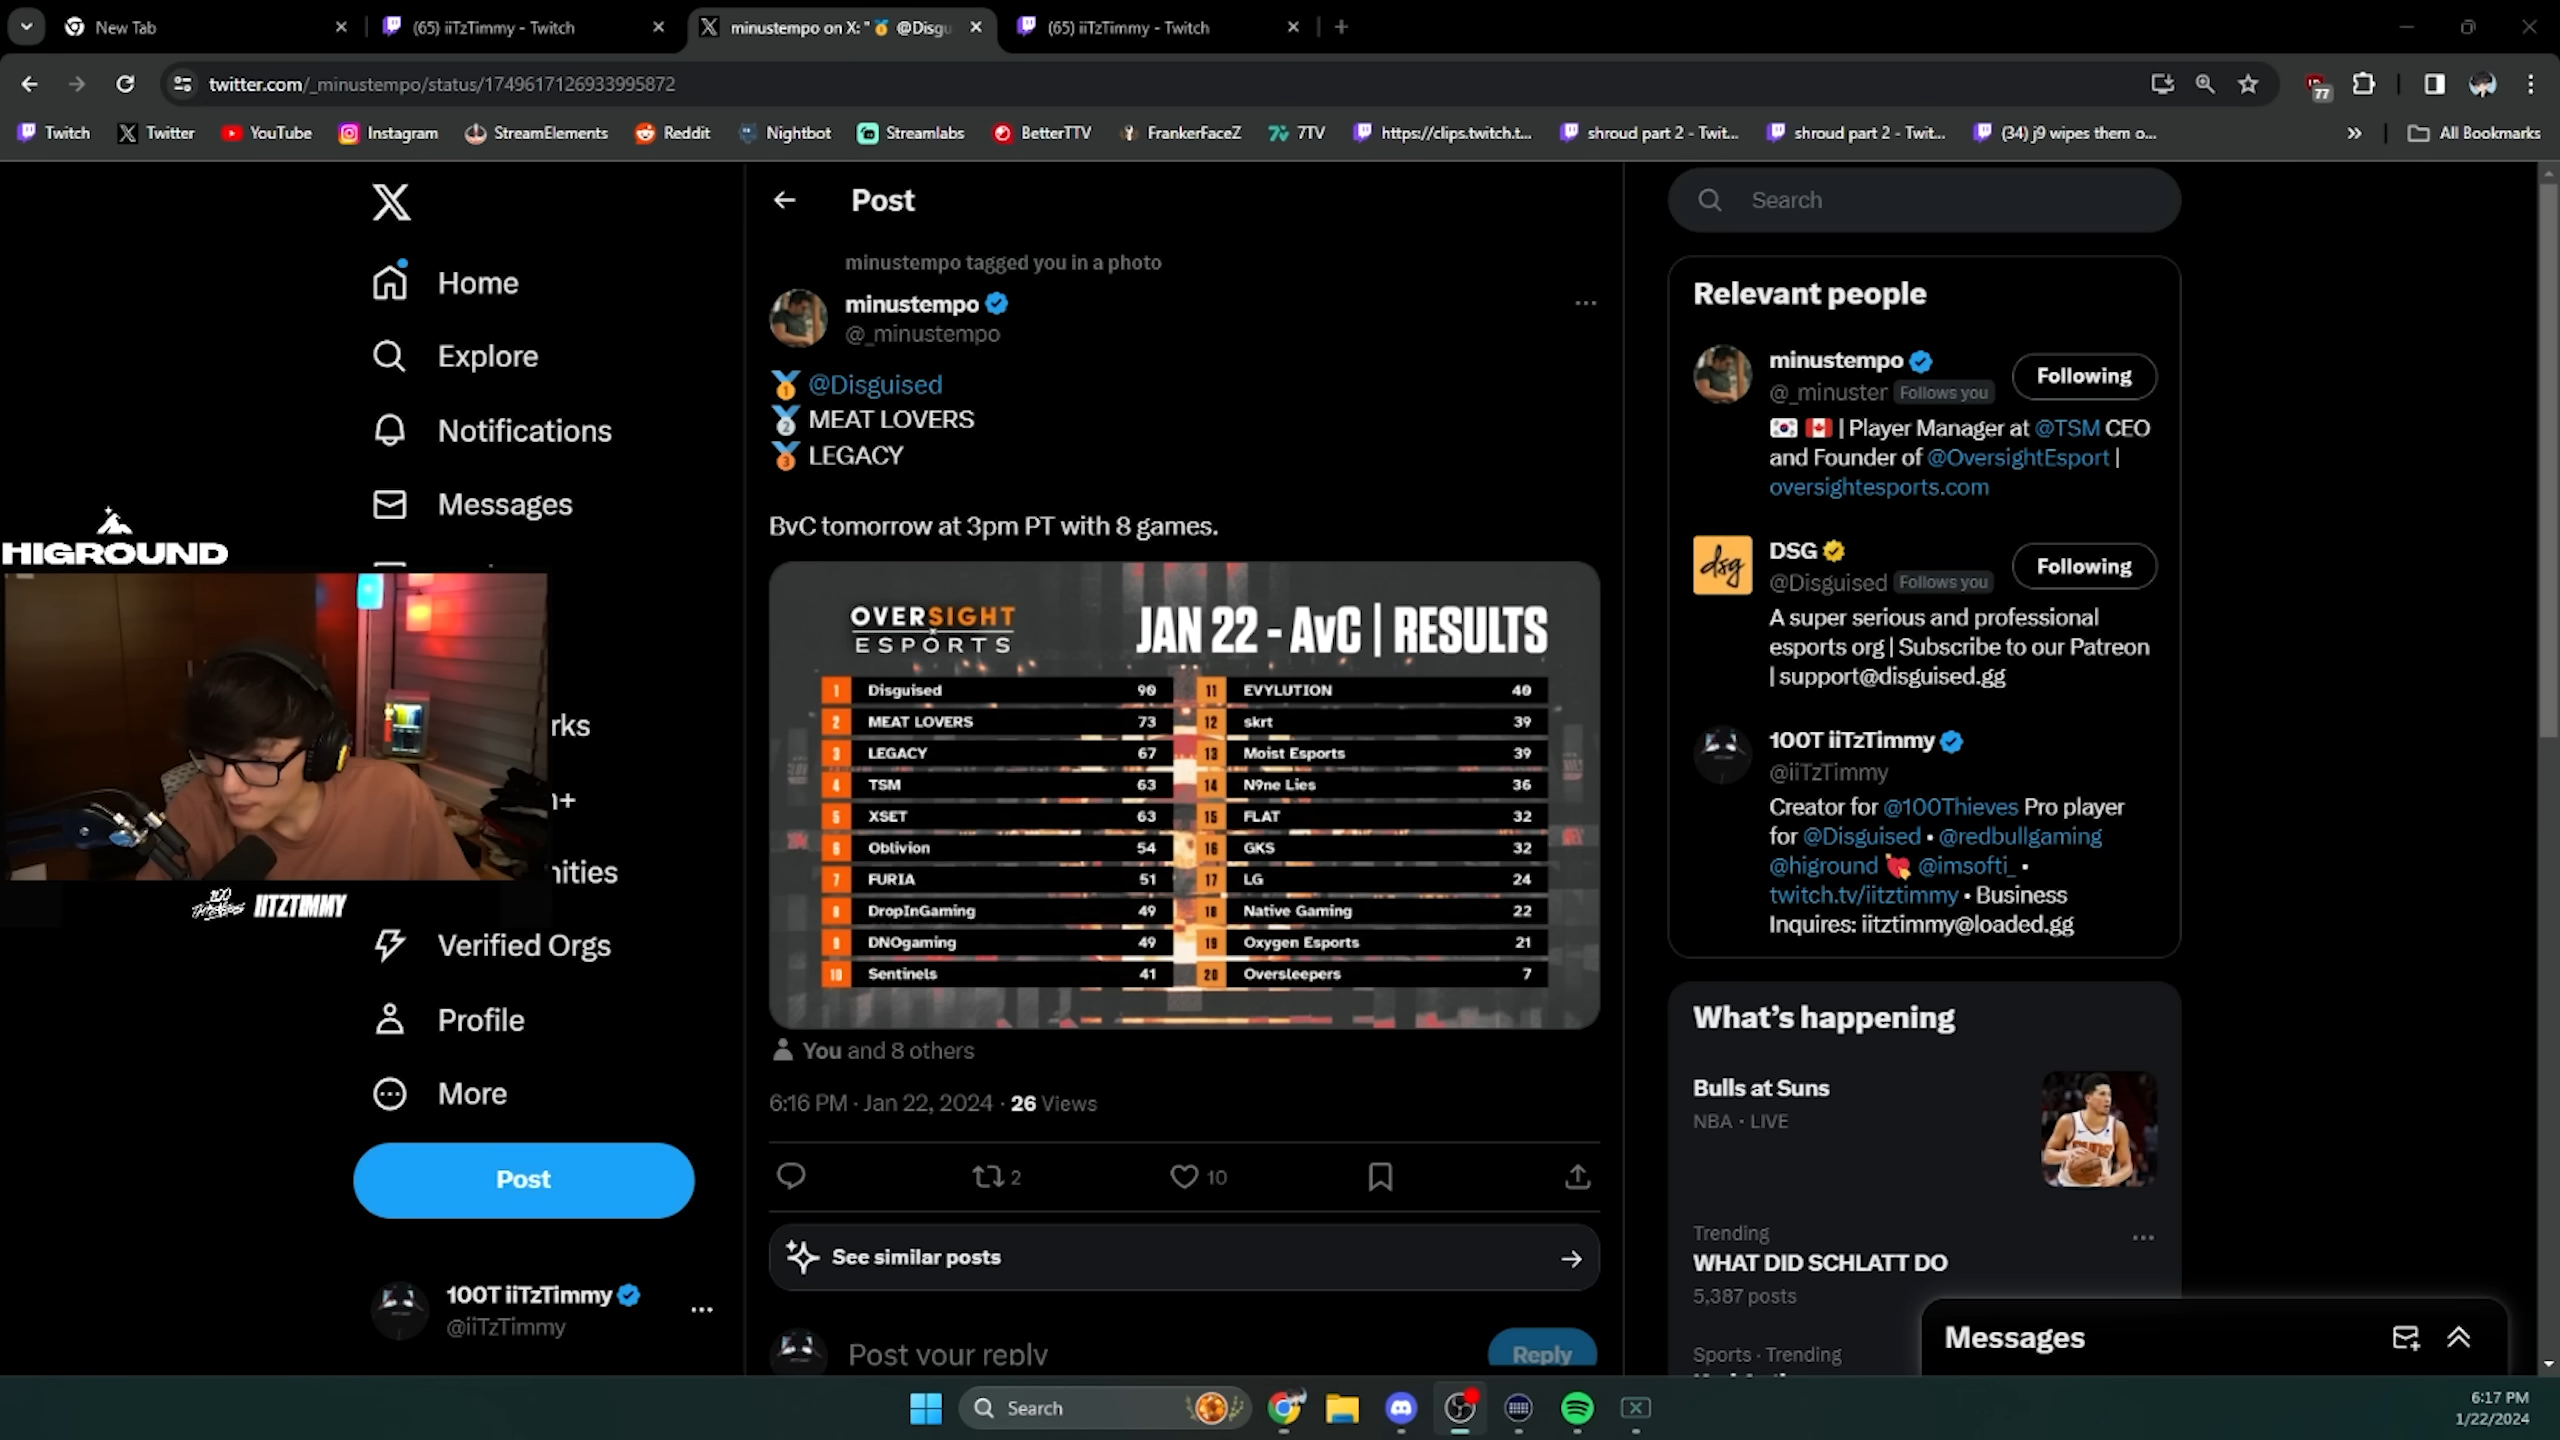 New Tab
(65) iiTzTimmy - Twitch
minustempo on X: "🥇 @Disgu
(65) iiTzTimmy - Twitch
twitter.com/_minustempo/status/1749617126933995872
77
Twitch
Twitter
YouTube
Instagram
StreamElements
Reddit
Nightbot
Streamlabs
BetterTTV
FrankerFaceZ
7TV
https://clips.twitch.t...
shroud part 2 - Twit...
shroud part 2 - Twit...
(34) j9 wipes them o...
All Bookmarks
Home
Explore
Notifications
Messages
rks
nities
Verified Orgs
Profile
More
Post
100T iiTzTimmy
@iiTzTimmy
HIGROUND
IITZTIMMY
Post
minustempo tagged you in a photo
minustempo
@_minustempo
🥇 @Disguised
🥈 MEAT LOVERS
🥉 LEGACY
BvC tomorrow at 3pm PT with 8 games.
OVERSIGHT
ESPORTS
JAN 22 - AvC | RESULTS
1 Disguised 90
2 MEAT LOVERS 73
3 LEGACY 67
4 TSM 63
5 XSET 63
6 Oblivion 54
7 FURIA 51
8 DropInGaming 49
9 DNOgaming 49
10 Sentinels 41
11 EVYLUTION 40
12 skrt 39
13 Moist Esports 39
14 N9ne Lies 36
15 FLAT 32
16 GKS 32
17 LG 24
18 Native Gaming 22
19 Oxygen Esports 21
20 Oversleepers 7
You and 8 others
6:16 PM · Jan 22, 2024 · 26 Views
2
10
See similar posts
Post your reply
Reply
Search
Relevant people
minustempo
@_minuster Follows you
Following
🇰🇷 🇨🇦 | Player Manager at @TSM CEO
and Founder of @OversightEsport |
oversightesports.com
dsg
DSG
@Disguised Follows you
Following
A super serious and professional
esports org | Subscribe to our Patreon
| support@disguised.gg
100T iiTzTimmy
@iiTzTimmy
Creator for @100Thieves Pro player
for @Disguised • @redbullgaming
@higround 💘 @imsofti_ •
twitch.tv/iitztimmy • Business
Inquires: iitztimmy@loaded.gg
What's happening
Bulls at Suns
NBA · LIVE
Trending
WHAT DID SCHLATT DO
5,387 posts
Sports · Trending
Messages
Search
6:17 PM
1/22/2024